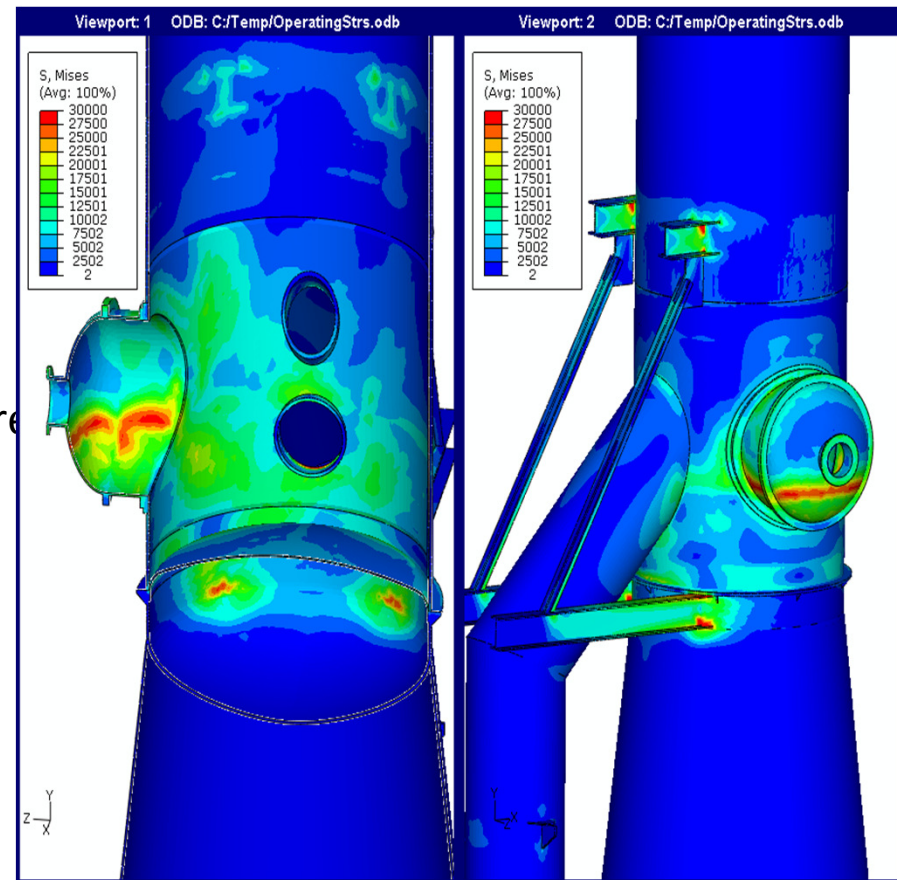 Viewport: 1 ODB: C:/Temp/OperatingStrs.odb
Viewport: 2 ODB: C:/Temp/OperatingStrs.odb
S, Mises
(Avg: 100%)
30000
27500
25000
22501
20001
17501
15001
12501
10002
7502
5002
2502
2
S, Mises
(Avg: 100%)
30000
27500
25000
22501
20001
17501
15001
12501
10002
7502
5002
2502
2
re
Y
Z
X
Y
Z
X